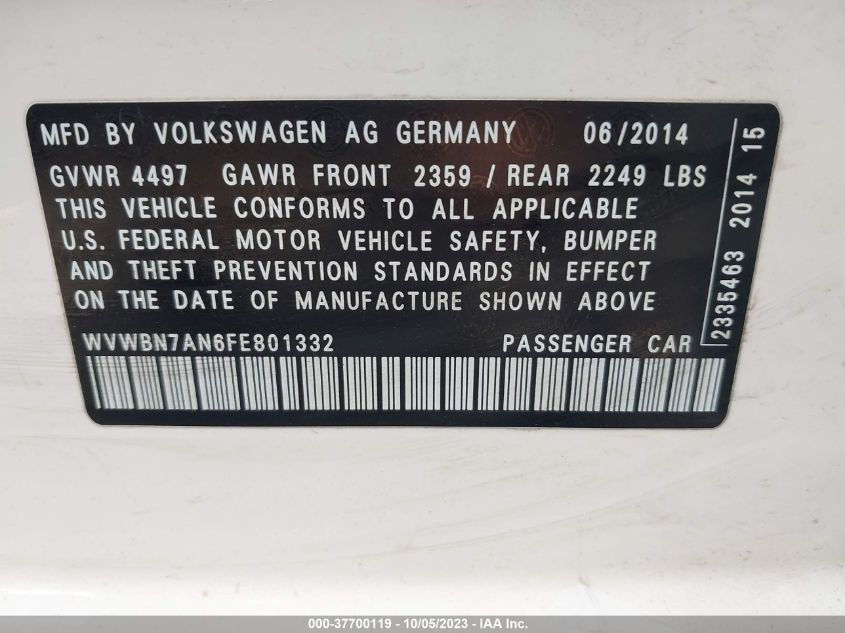 MFD BY VOLKSWAGEN AG GERMANY 06/2014
GVWR 4497 GAWR FRONT 2359 / REAR 2249 LBS
THIS VEHICLE CONFORMS TO ALL APPLICABLE
U.S. FEDERAL MOTOR VEHICLE SAFETY, BUMPER
AND THEFT PREVENTION STANDARDS IN EFFECT
ON THE DATE OF MANUFACTURE SHOWN ABOVE
WVWBN7AN6FE801332 PASSENGER CAR
2335463 2014 15
000-37700119 - 10/05/2023 - IAA Inc.